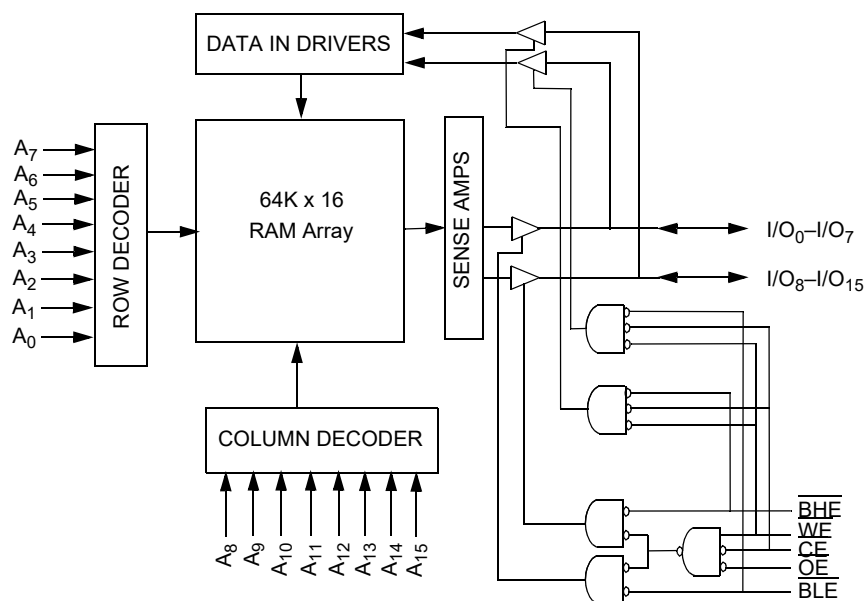 DATA IN DRIVERS
A7
A6
A5
A4
A3
A2
A1
A0
ROW DECODER
64K x 16
RAM Array
SENSE AMPS
I/O0–I/O7
I/O8–I/O15
COLUMN DECODER
A8
A9
A10
A11
A12
A13
A14
A15
BHE
WE
CE
OE
BLE